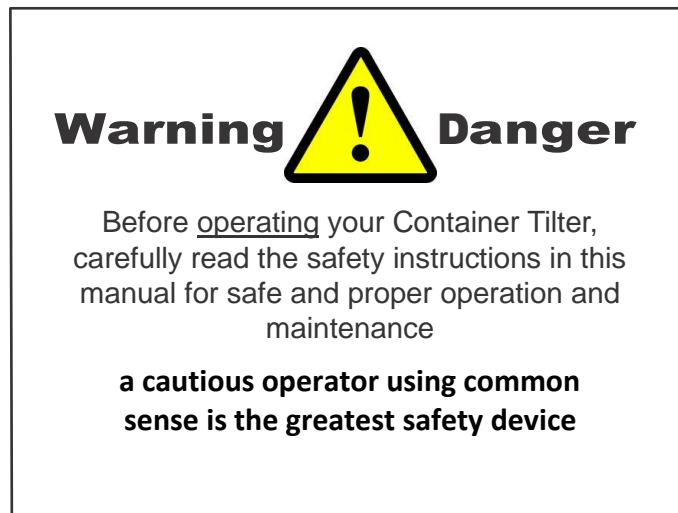 Warning Danger
Before operating your Container Tilter,
carefully read the safety instructions in this
manual for safe and proper operation and
maintenance
a cautious operator using common
sense is the greatest safety device